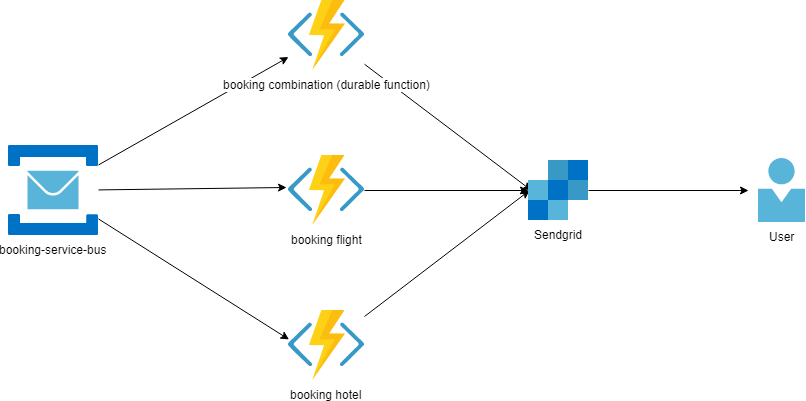 booking combination (durable function)
booking-service-bus
booking flight
Sendgrid
User
booking hotel